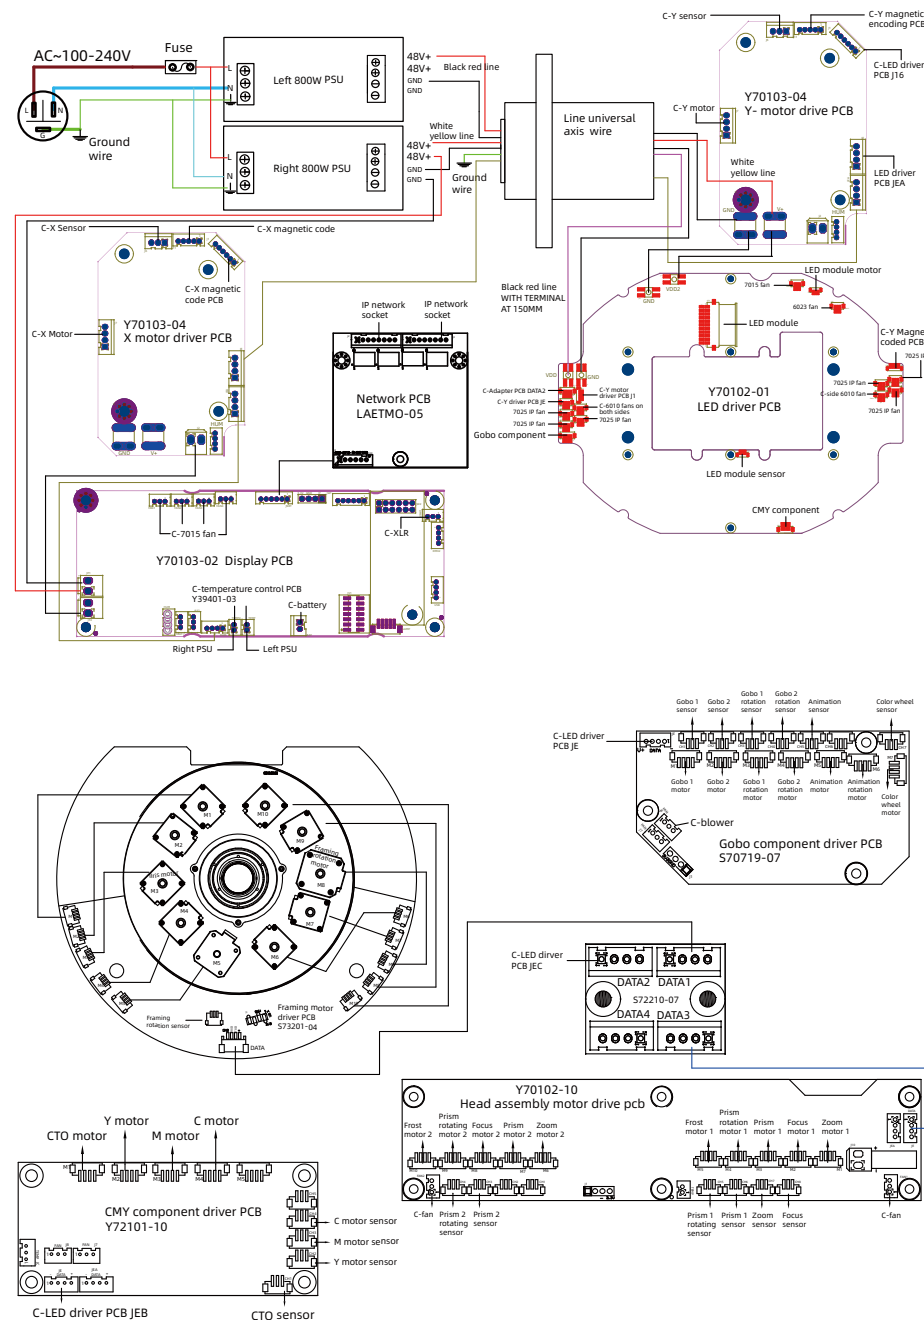 AC~100-240V
Fuse
L
N
G
Ground
wire
L
N
Left 800W PSU
48V+
48V+
GND
GND
Black red line
L
N
Right 800W PSU
White
yellow line
48V+
48V+
GND
GND
Ground
wire
Line universal
axis wire
White
yellow line
Black red line
WITH TERMINAL
AT 150MM
C-Y sensor
C-Y magnetic
encoding PCB
C-LED driver
PCB J16
Y70103-04
Y- motor drive PCB
C-Y motor
LED driver
PCB JEA
GND
V+
HUM
C-X Sensor
C-X magnetic code
C-X magnetic
code PCB
C-X Motor
Y70103-04
X motor driver PCB
HUM
GND
V+
IP network
socket
IP network
socket
Network PCB
LAETMO-05
GND
VDD2
LED module motor
7015 fan
6023 fan
LED module
C-Y Magne
coded PCB
7025 IP
VDD
GND
C-Adapter PCB DATA2
C-Y driver PCB JE
7025 IP fan
7025 IP fan
Gobo component
C-Y motor
driver PCB J1
C-6010 fans on
both sides
7025 IP fan
Y70102-01
LED driver PCB
7025 IP fan
C-side 6010 fan
7025 IP fan
LED module sensor
CMY component
C-7015 fan
C-XLR
Y70103-02 Display PCB
C-temperature control PCB
Y39401-03
C-battery
Right PSU
Left PSU
Gobo 1
sensor
Gobo 2
sensor
Gobo 1
rotation
sensor
Gobo 2
rotation
sensor
Animation
sensor
Color wheel
sensor
C-LED driver
PCB JE
V+
DATA
Gobo 1
motor
Gobo 2
motor
Gobo 1
rotation
motor
Gobo 2
rotation
motor
Animation
motor
Animation
rotation
motor
Color
wheel
motor
C-blower
Gobo component driver PCB
S70719-07
M1
M10
M2
M9
Framing
rotation
motor
M3
M8
M4
M7
M5
M6
Framing
rotation sensor
Framing motor
driver PCB
S73201-04
DATA
C-LED driver
PCB JEC
DATA2
DATA1
S72210-07
DATA4
DATA3
Y70102-10
Head assembly motor drive pcb
Frost
motor 2
Prism
rotating
motor 2
Focus
motor 2
Prism
motor 2
Zoom
motor 2
Frost
motor 1
Prism
rotation
motor 1
Prism
motor 1
Focus
motor 1
Zoom
motor 1
C-fan
Prism 2
rotating
sensor
Prism 2
sensor
Prism 1
rotating
sensor
Prism 1
sensor
Zoom
sensor
Focus
sensor
C-fan
CTO motor
Y motor
M motor
C motor
CMY component driver PCB
Y72101-10
C motor sensor
M motor sensor
Y motor sensor
CTO sensor
C-LED driver PCB JEB